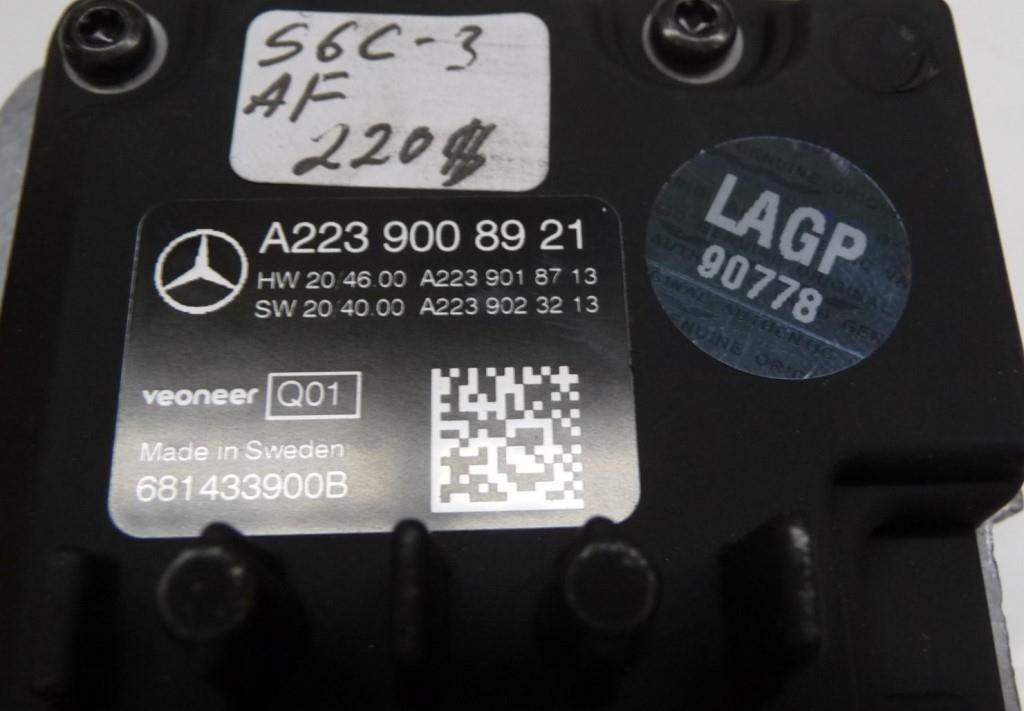 S6C-3
AF
220$
A223 900 89 21
HW 20/46.00 A223 901 87 13
SW 20/40.00 A223 902 32 13
veoneer Q01
Made in Sweden
681433900B
LAGP
90778